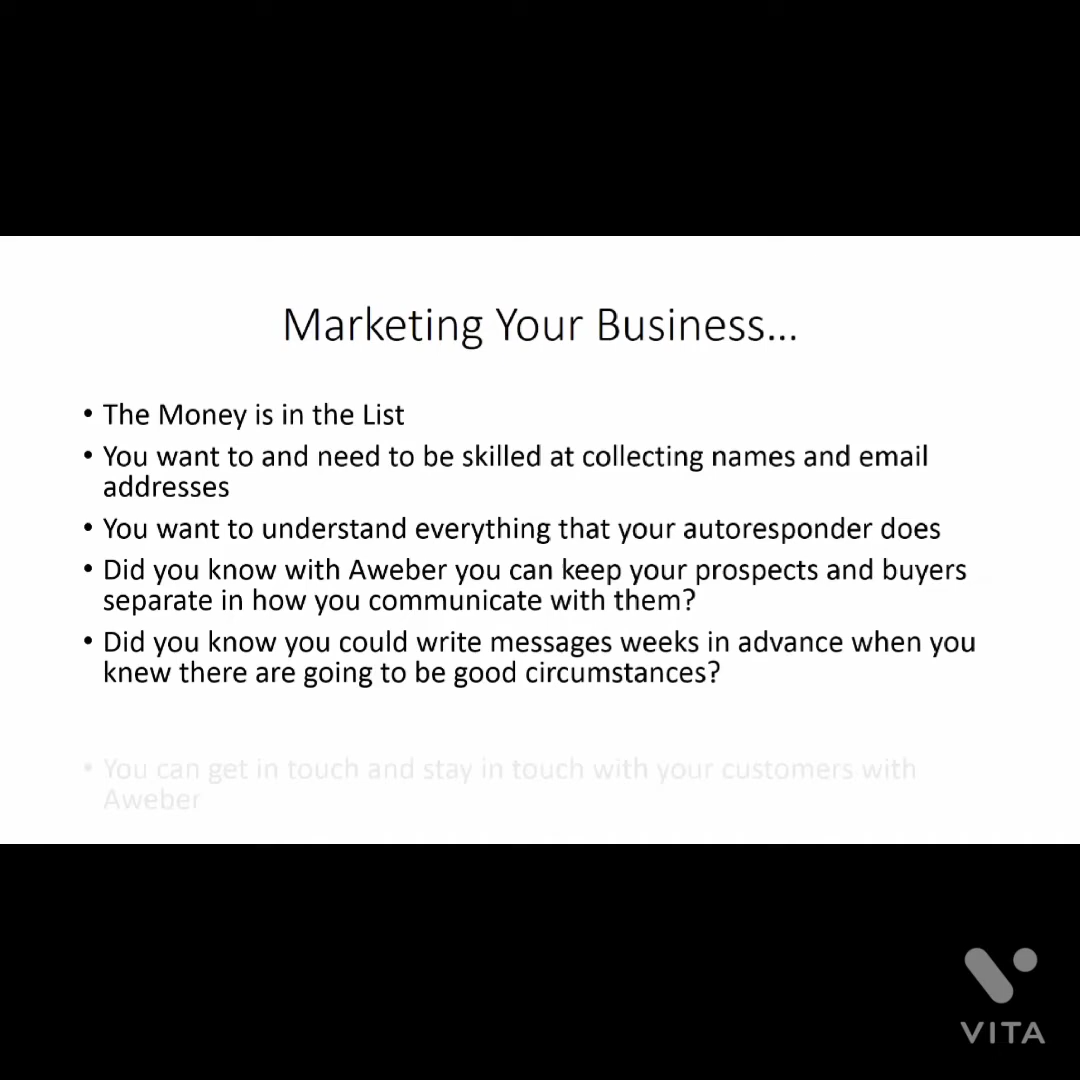 Marketing Your Business...
• The Money is in the List
• You want to and need to be skilled at collecting names and email
addresses
• You want to understand everything that your autoresponder does
• Did you know with Aweber you can keep your prospects and buyers
separate in how you communicate with them?
• Did you know you could write messages weeks in advance when you
knew there are going to be good circumstances?
• You can get in touch and stay in touch with your customers with
Aweber
VITA